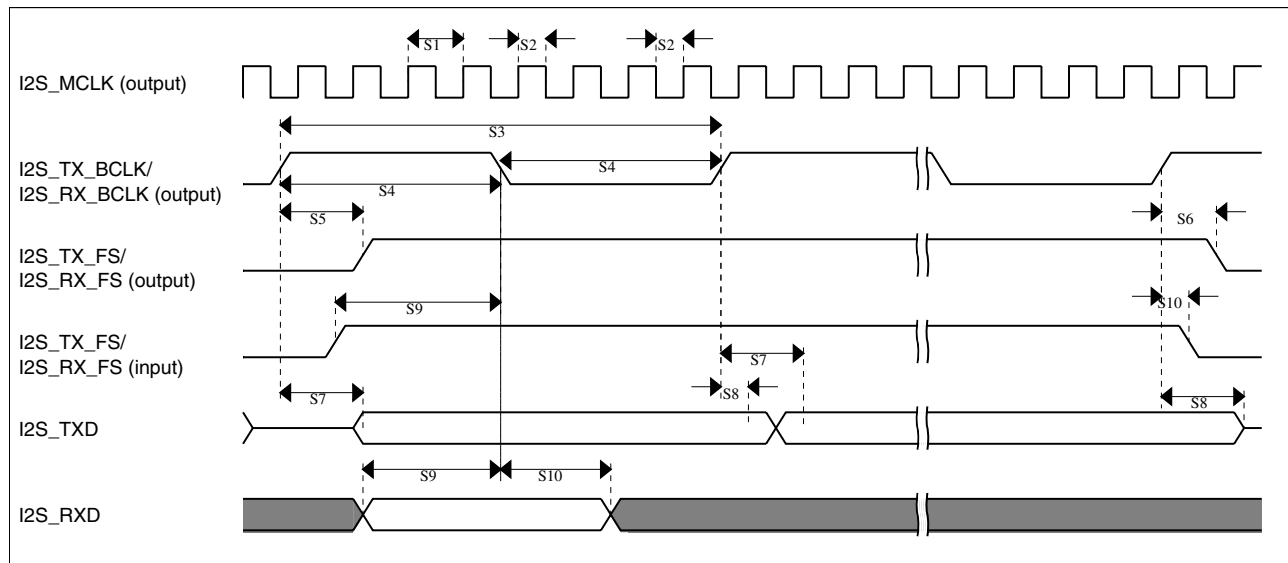 S1
S2
S2
I2S_MCLK (output)
S3
I2S_TX_BCLK/
I2S_RX_BCLK (output)
S4
S4
S5
S6
I2S_TX_FS/
I2S_RX_FS (output)
S9
S10
I2S_TX_FS/
I2S_RX_FS (input)
S7
S7
S8
S8
I2S_TXD
S9
S10
I2S_RXD